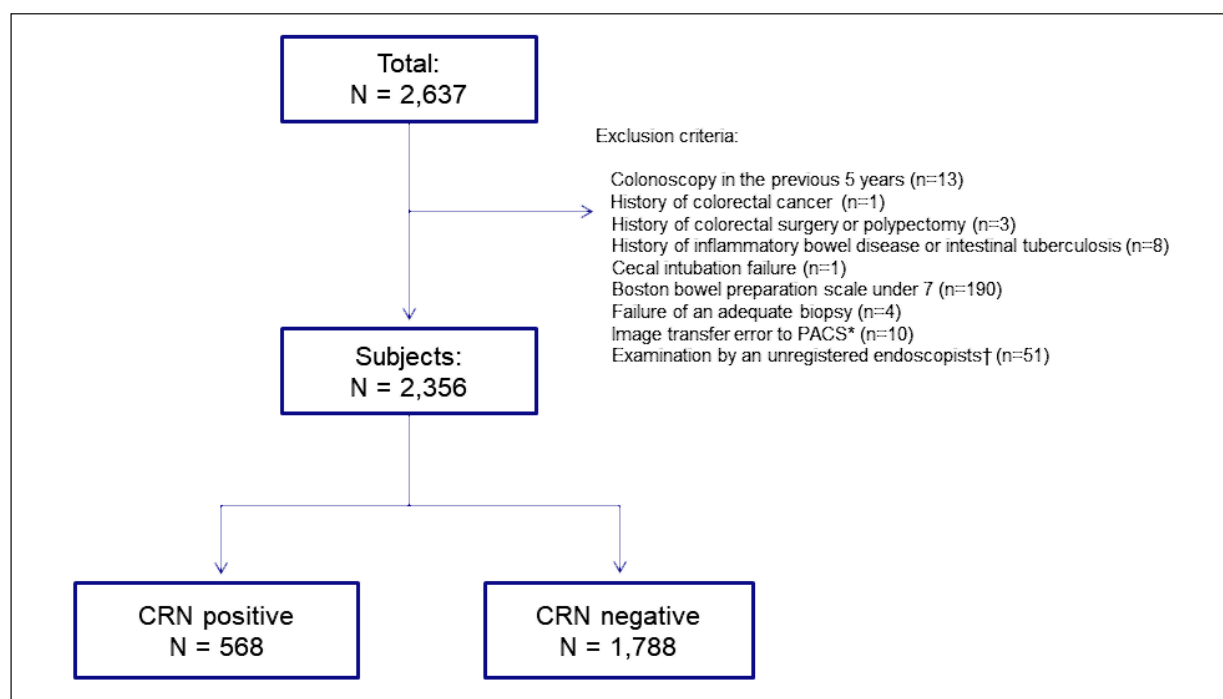 Total:
N = 2,637
Exclusion criteria:
Colonoscopy in the previous 5 years (n=13)
History of colorectal cancer (n=1)
History of colorectal surgery or polypectomy (n=3)
History of inflammatory bowel disease or intestinal tuberculosis (n=8)
Cecal intubation failure (n=1)
Boston bowel preparation scale under 7 (n=190)
Failure of an adequate biopsy (n=4)
Image transfer error to PACS* (n=10)
Examination by an unregistered endoscopists† (n=51)
Subjects:
N = 2,356
CRN positive
N = 568
CRN negative
N = 1,788